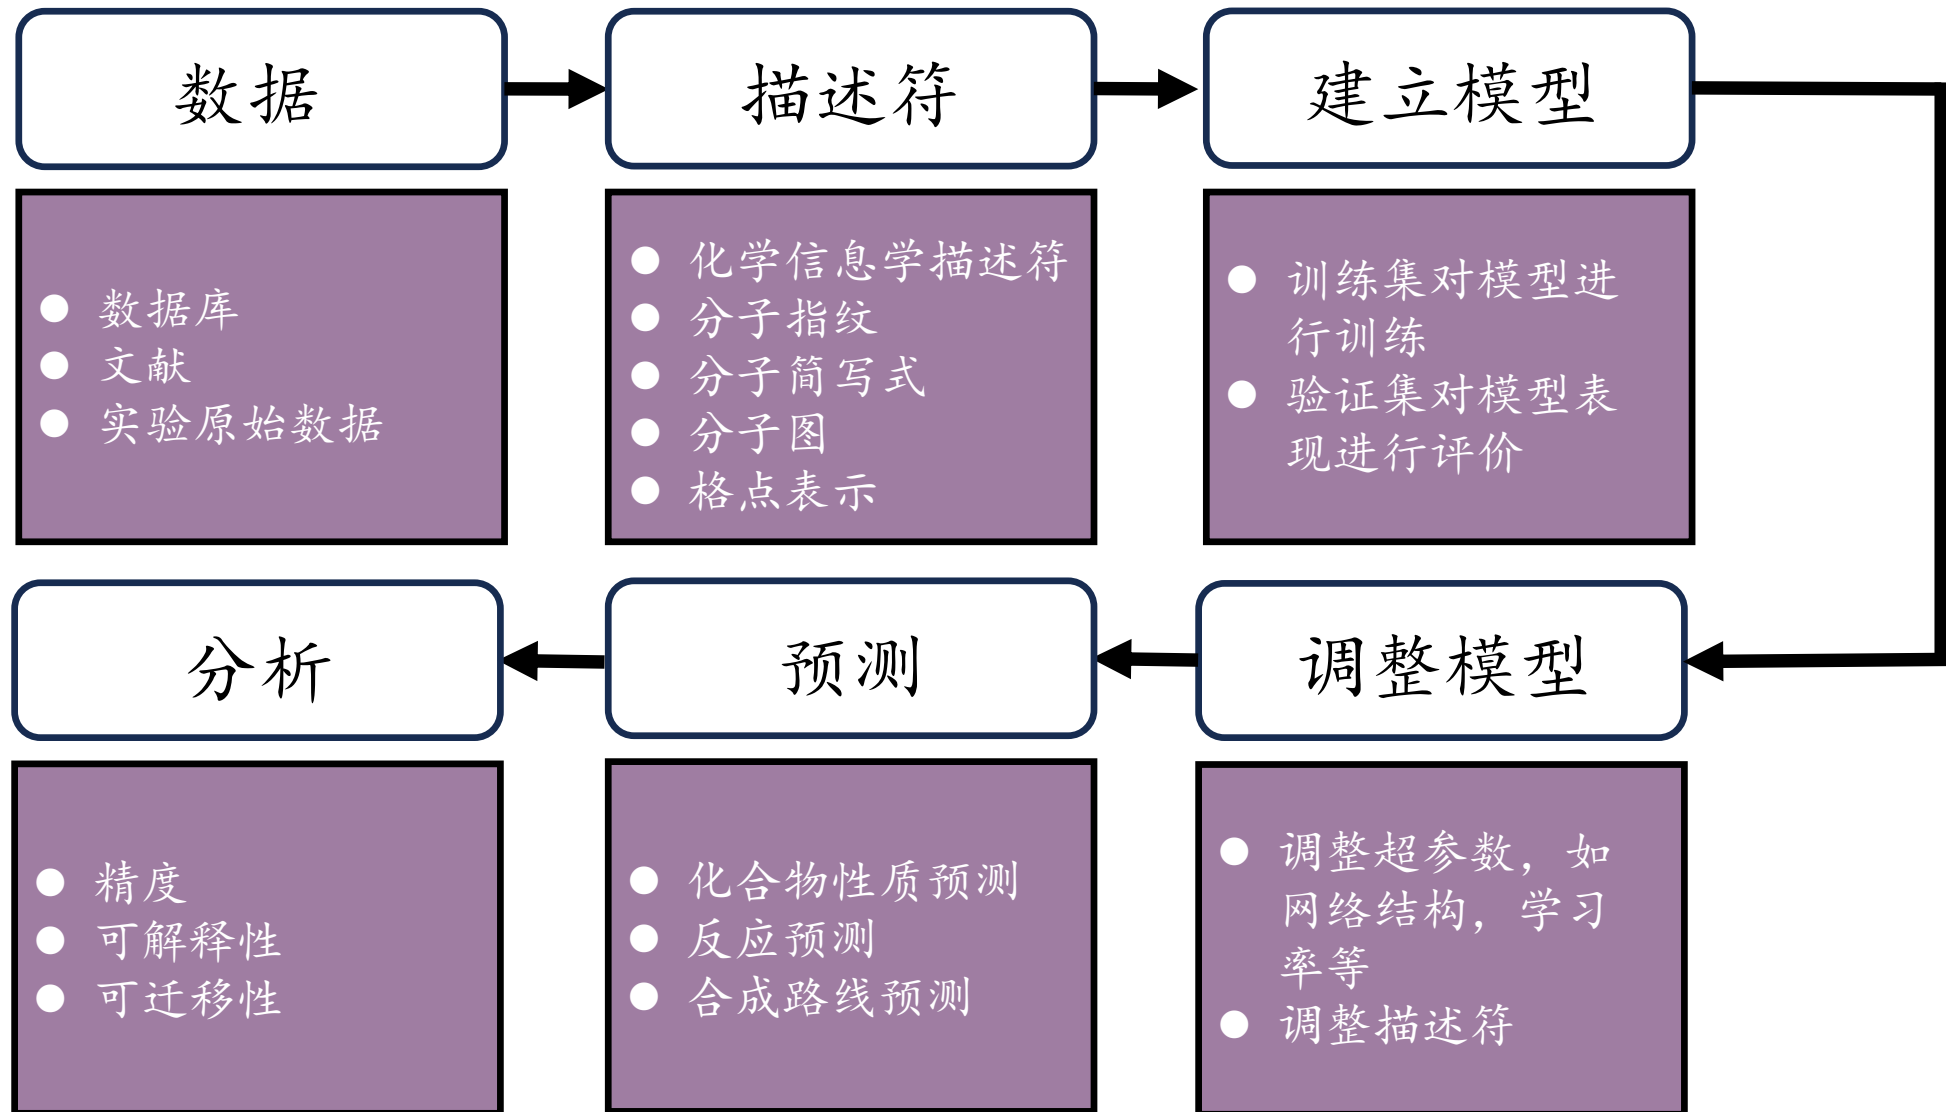 数据
描述符
建立模型
数据库
文献
实验原始数据
化学信息学描述符
分子指纹
分子简写式
分子图
格点表示
训练集对模型进
行训练
验证集对模型表
现进行评价
分析
预测
调整模型
精度
可解释性
可迁移性
化合物性质预测
反应预测
合成路线预测
调整超参数，如
网络结构，学习
率等
调整描述符